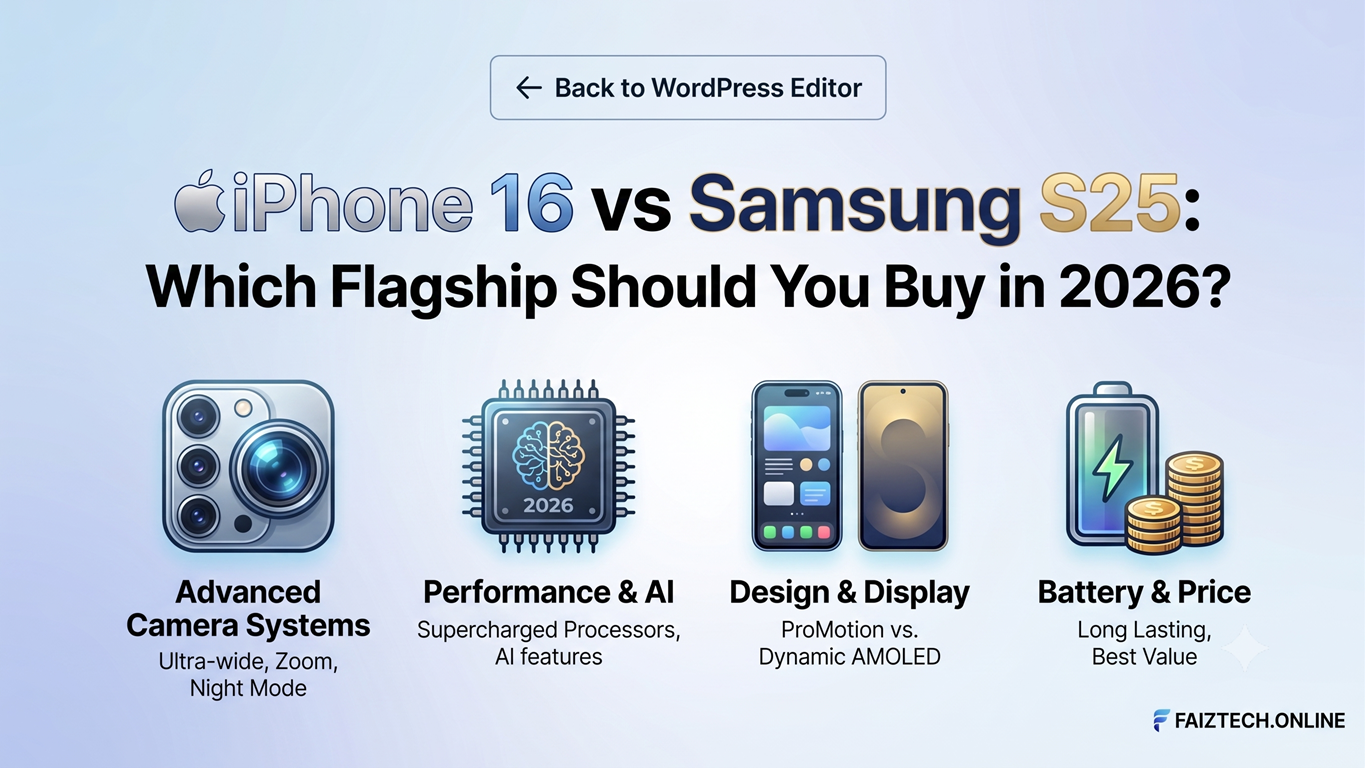 ← Back to WordPress Editor
iPhone 16 vs Samsung S25:
Which Flagship Should You Buy in 2026?
2026
Advanced
Camera Systems
Ultra-wide, Zoom,
Night Mode
Performance & AI
Supercharged Processors,
AI features
Design & Display
ProMotion vs.
Dynamic AMOLED
Battery & Price
Long Lasting,
Best Value
FAIZTECH.ONLINE